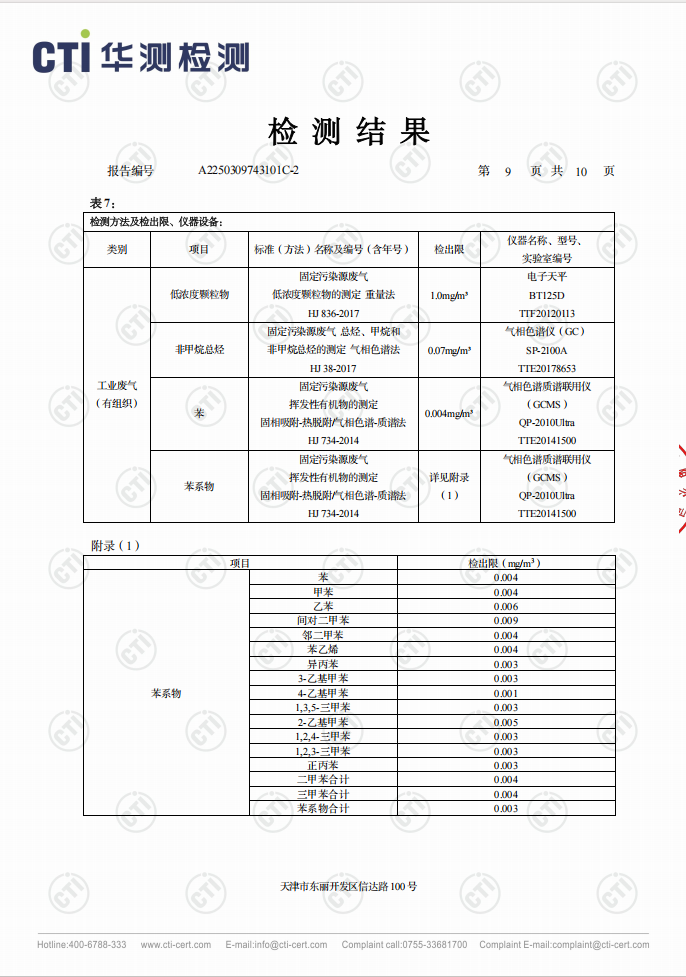 CTI 华测检测
检测结果
报告编号 A2250309743101C-2 第 9 页 共 10 页
表 7：
检测方法及检出限、仪器设备：
类别 项目 标准（方法）名称及编号（含年号） 检出限 仪器名称、型号、
实验室编号
工业废气
（有组织）
低浓度颗粒物
固定污染源废气
低浓度颗粒物的测定 重量法
HJ 836-2017
1.0mg/m³
电子天平
BT125D
TTF20120113
非甲烷总烃
固定污染源废气 总烃、甲烷和
非甲烷总烃的测定 气相色谱法
HJ 38-2017
0.07mg/m³
气相色谱仪（GC）
SP-2100A
TTE20178653
苯
固定污染源废气
挥发性有机物的测定
固相吸附-热脱附/气相色谱-质谱法
HJ 734-2014
0.004mg/m³
气相色谱质谱联用仪
（GCMS）
QP-2010Ultra
TTE20141500
苯系物
固定污染源废气
挥发性有机物的测定
固相吸附-热脱附/气相色谱-质谱法
HJ 734-2014
详见附录
（1）
气相色谱质谱联用仪
（GCMS）
QP-2010Ultra
TTE20141500
附录（1）
项目 检出限（mg/m³）
苯系物
苯 0.004
甲苯 0.004
乙苯 0.006
间对二甲苯 0.009
邻二甲苯 0.004
苯乙烯 0.004
异丙苯 0.003
3-乙基甲苯 0.003
4-乙基甲苯 0.001
1,3,5-三甲苯 0.003
2-乙基甲苯 0.005
1,2,4-三甲苯 0.003
1,2,3-三甲苯 0.003
正丙苯 0.003
二甲苯合计 0.004
三甲苯合计 0.004
苯系物合计 0.003
天津市东丽开发区信达路 100 号
Hotline:400-6788-333 www.cti-cert.com E-mail:info@cti-cert.com Complaint call:0755-33681700 Complaint E-mail:complaint@cti-cert.com